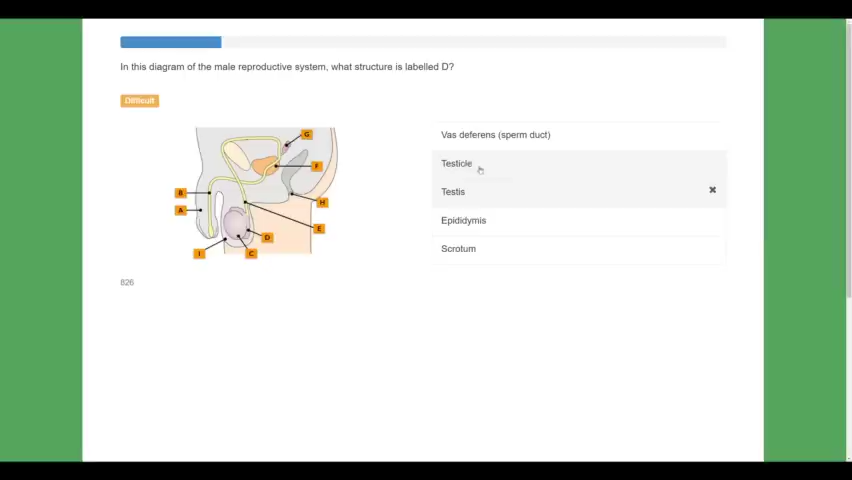 In this diagram of the male reproductive system, what structure is labelled D?
Difficult
G
F
B
A
H
E
D
I
C
Vas deferens (sperm duct)
Testicle
Testis
Epididymis
Scrotum
826